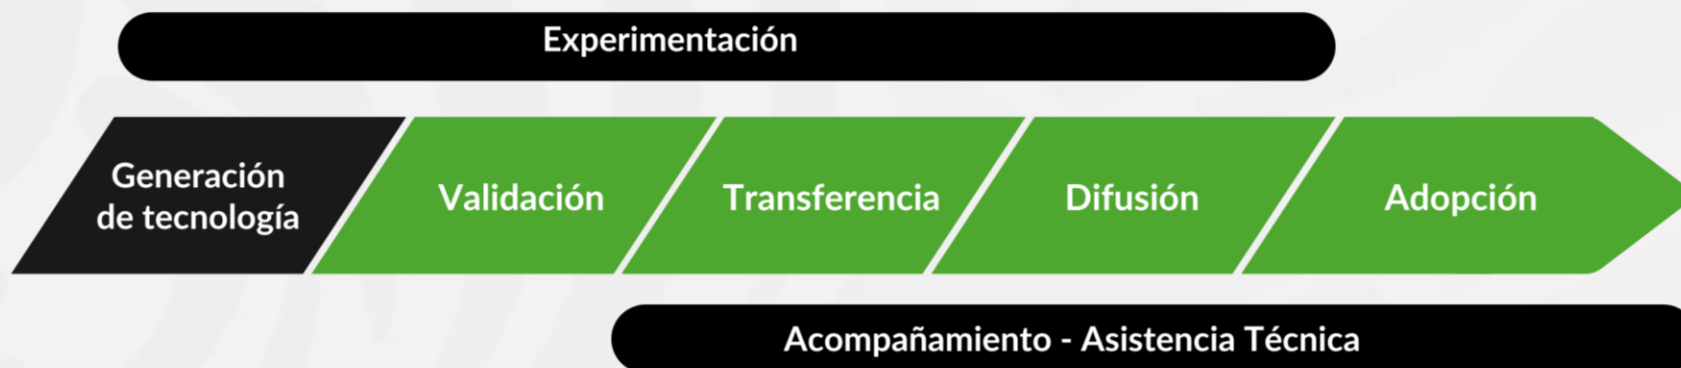 Experimentación
Generación
de tecnología
Validación
Transferencia
Difusión
Adopción
Acompañamiento - Asistencia Técnica